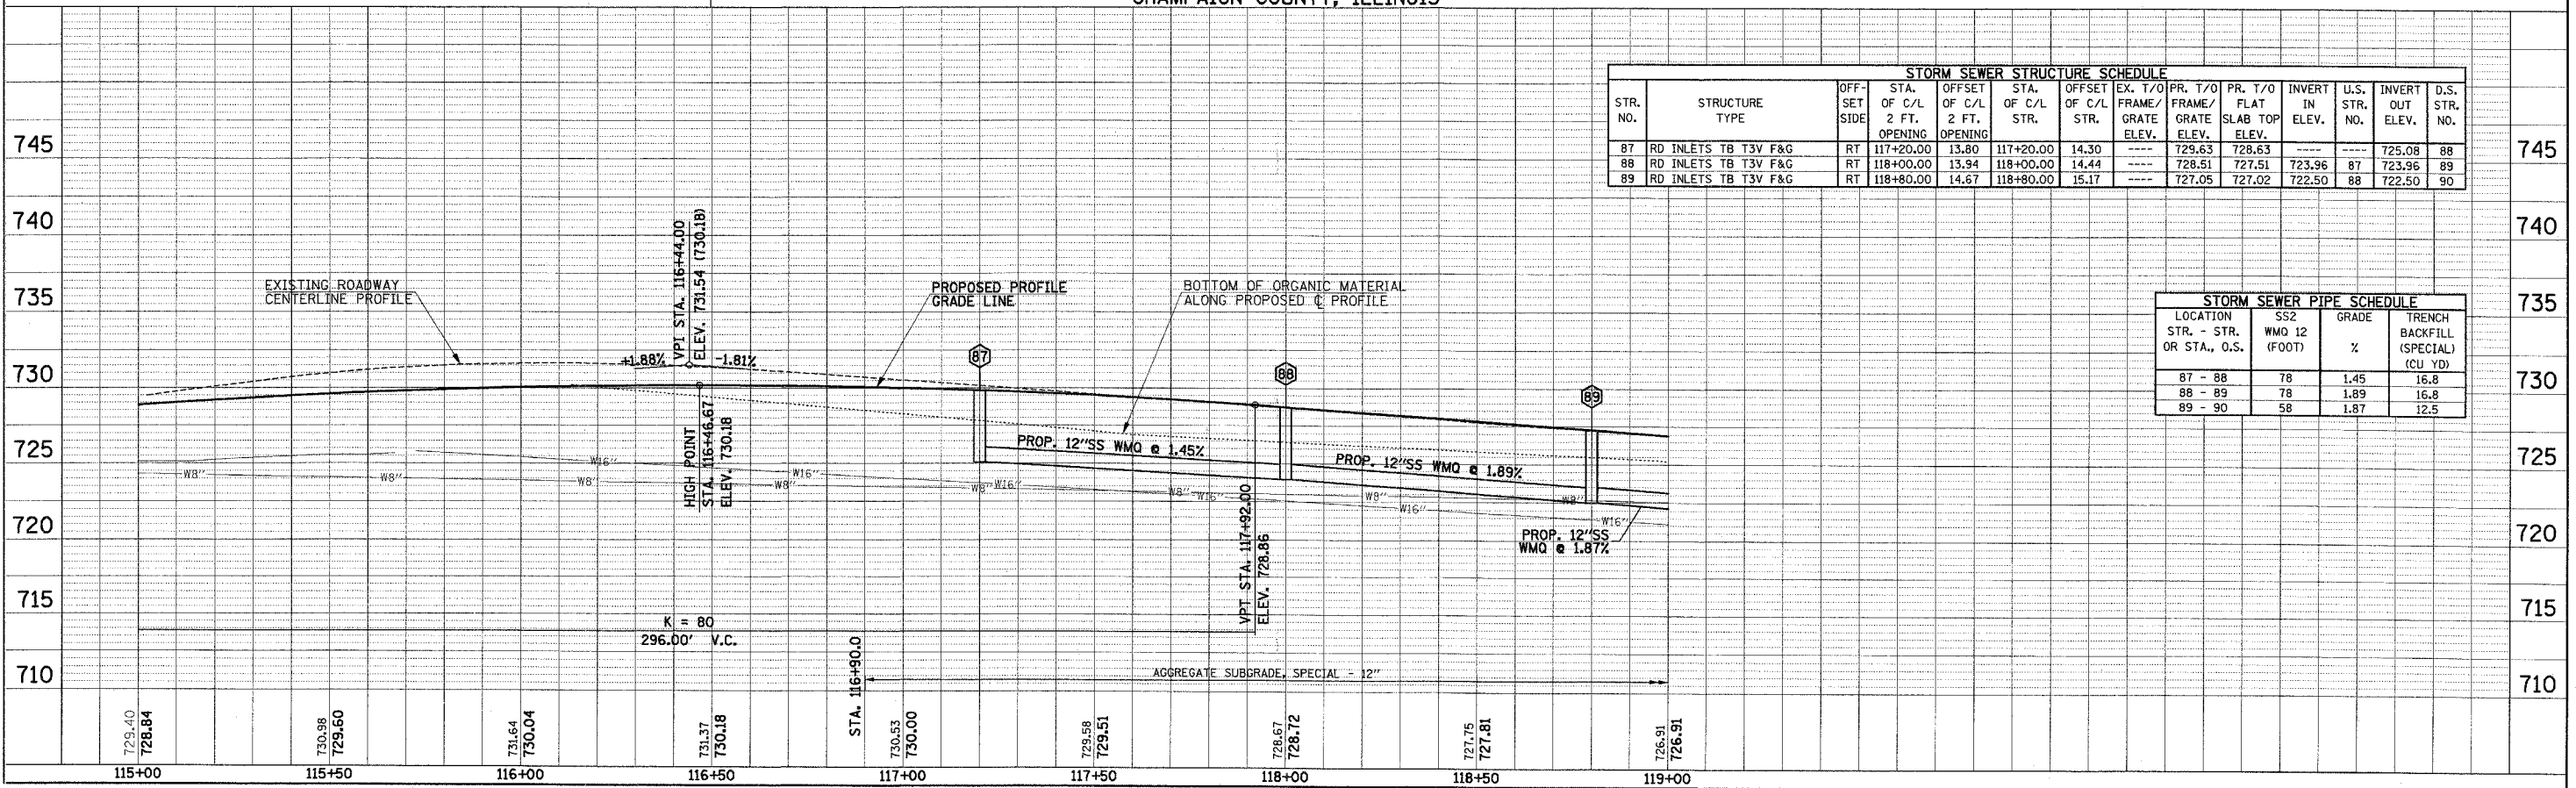 CHAMPAIGN COUNTY, ILLINOIS
STORM SEWER STRUCTURE SCHEDULE
STR. NO. | STRUCTURE TYPE | OFF-SET SIDE | STA. OF C/L 2 FT. OPENING | OFFSET OF C/L 2 FT. OPENING | STA. OF C/L STR. | OFFSET OF C/L STR. | EX. T/O FRAME/ GRATE ELEV. | PR. T/O FRAME/ GRATE ELEV. | PR. T/O FLAT SLAB TOP ELEV. | INVERT IN ELEV. | U.S. STR. NO. | INVERT OUT ELEV. | D.S. STR. NO.
87 | RD INLETS TB T3V F&G | RT | 117+20.00 | 13.80 | 117+20.00 | 14.30 | ---- | 729.63 | 728.63 | ---- | ---- | 725.08 | 88
88 | RD INLETS TB T3V F&G | RT | 118+00.00 | 13.94 | 118+00.00 | 14.44 | ---- | 728.51 | 727.51 | 723.96 | 87 | 723.96 | 89
89 | RD INLETS TB T3V F&G | RT | 118+80.00 | 14.67 | 118+80.00 | 15.17 | ---- | 727.05 | 727.02 | 722.50 | 88 | 722.50 | 90
STORM SEWER PIPE SCHEDULE
LOCATION STR. - STR. OR STA., O.S. | SS2 WMQ 12 (FOOT) | GRADE % | TRENCH BACKFILL (SPECIAL) (CU YD)
87 - 88 | 78 | 1.45 | 16.8
88 - 89 | 78 | 1.89 | 16.8
89 - 90 | 58 | 1.87 | 12.5
745
740
735
730
725
720
715
710
745
740
735
730
725
720
715
710
EXISTING ROADWAY
CENTERLINE PROFILE
VPI STA. 116+44.00
ELEV. 731.54 (730.18)
+1.88%
-1.81%
PROPOSED PROFILE
GRADE LINE
BOTTOM OF ORGANIC MATERIAL
ALONG PROPOSED ℄ PROFILE
87
88
89
PROP. 12"SS WMQ @ 1.45%
PROP. 12"SS WMQ @ 1.89%
PROP. 12"SS
WMQ @ 1.87%
W8"
W8"
W8"
W8"
W8"
W8"
W8"
W8"
W16"
W16"
W16"
W16"
W16"
W16"
HIGH POINT
STA. 116+46.67
ELEV. 730.18
VPT STA. 117+92.00
ELEV. 728.86
K = 80
296.00' V.C.
STA. 116+90.0
AGGREGATE SUBGRADE, SPECIAL - 12"
729.40
728.84
730.98
729.60
731.64
730.04
731.37
730.18
730.53
730.00
729.58
729.51
728.67
728.72
727.75
727.81
726.91
726.91
115+00
115+50
116+00
116+50
117+00
117+50
118+00
118+50
119+00